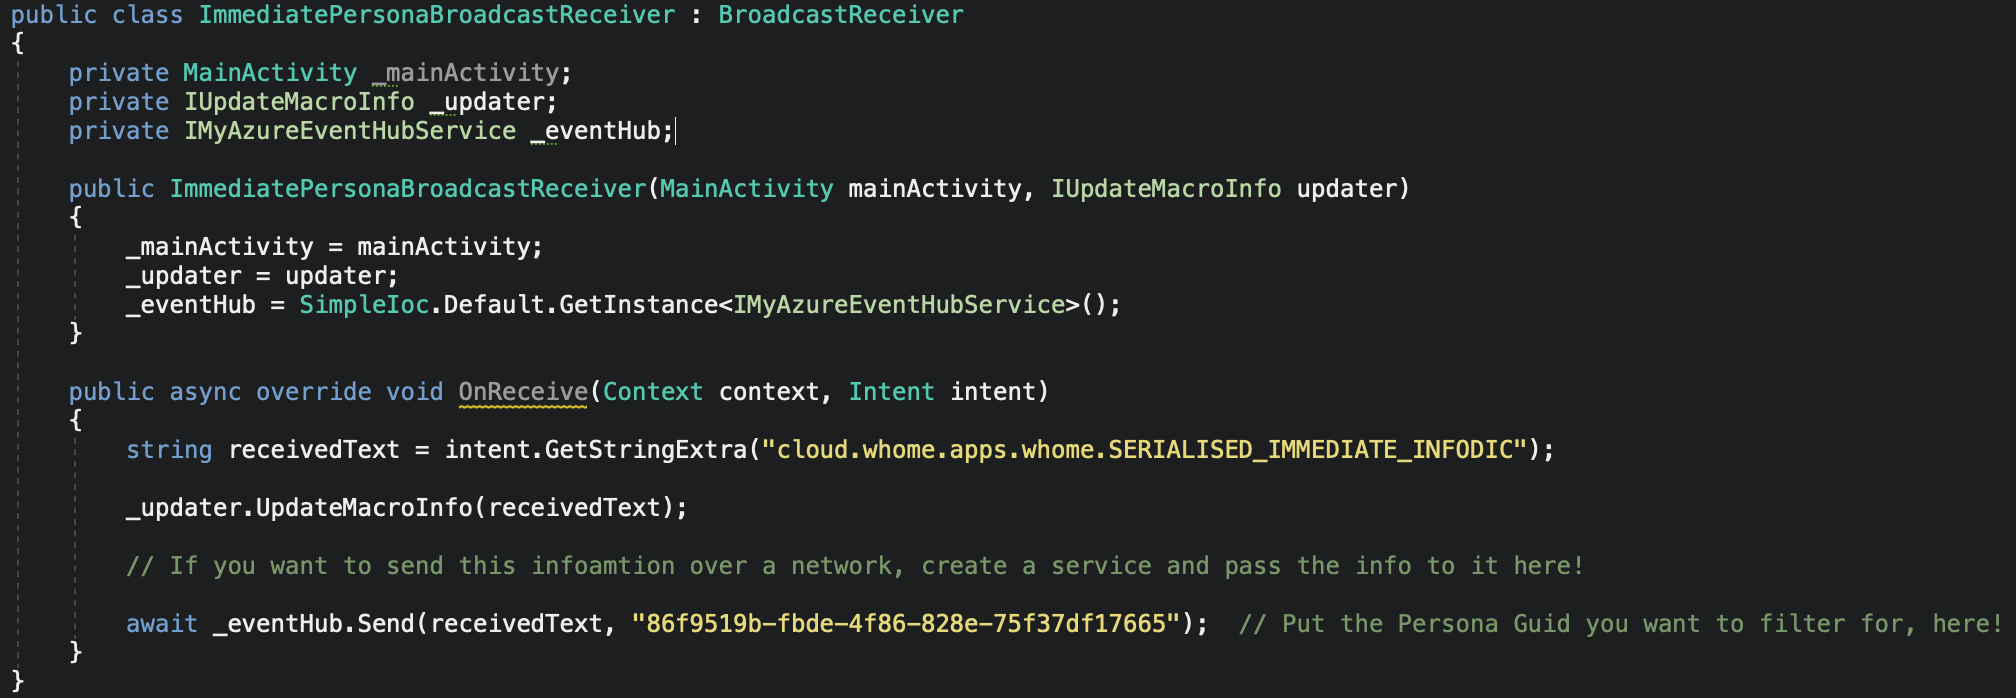 public class ImmediatePersonaBroadcastReceiver : BroadcastReceiver
{
    private MainActivity _mainActivity;
    private IUpdateMacroInfo _updater;
    private IMyAzureEventHubService _eventHub;

    public ImmediatePersonaBroadcastReceiver(MainActivity mainActivity, IUpdateMacroInfo updater)
    {
        _mainActivity = mainActivity;
        _updater = updater;
        _eventHub = SimpleIoc.Default.GetInstance<IMyAzureEventHubService>();
    }

    public async override void OnReceive(Context context, Intent intent)
    {
        string receivedText = intent.GetStringExtra("cloud.whome.apps.whome.SERIALISED_IMMEDIATE_INFODIC");

        _updater.UpdateMacroInfo(receivedText);

        // If you want to send this infoamtion over a network, create a service and pass the info to it here!

        await _eventHub.Send(receivedText, "86f9519b-fbde-4f86-828e-75f37df17665");  // Put the Persona Guid you want to filter for, here!
    }
}